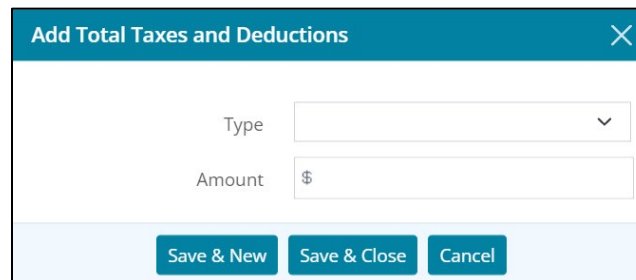 Add Total Taxes and Deductions
Type
Amount $
Save & New Save & Close Cancel